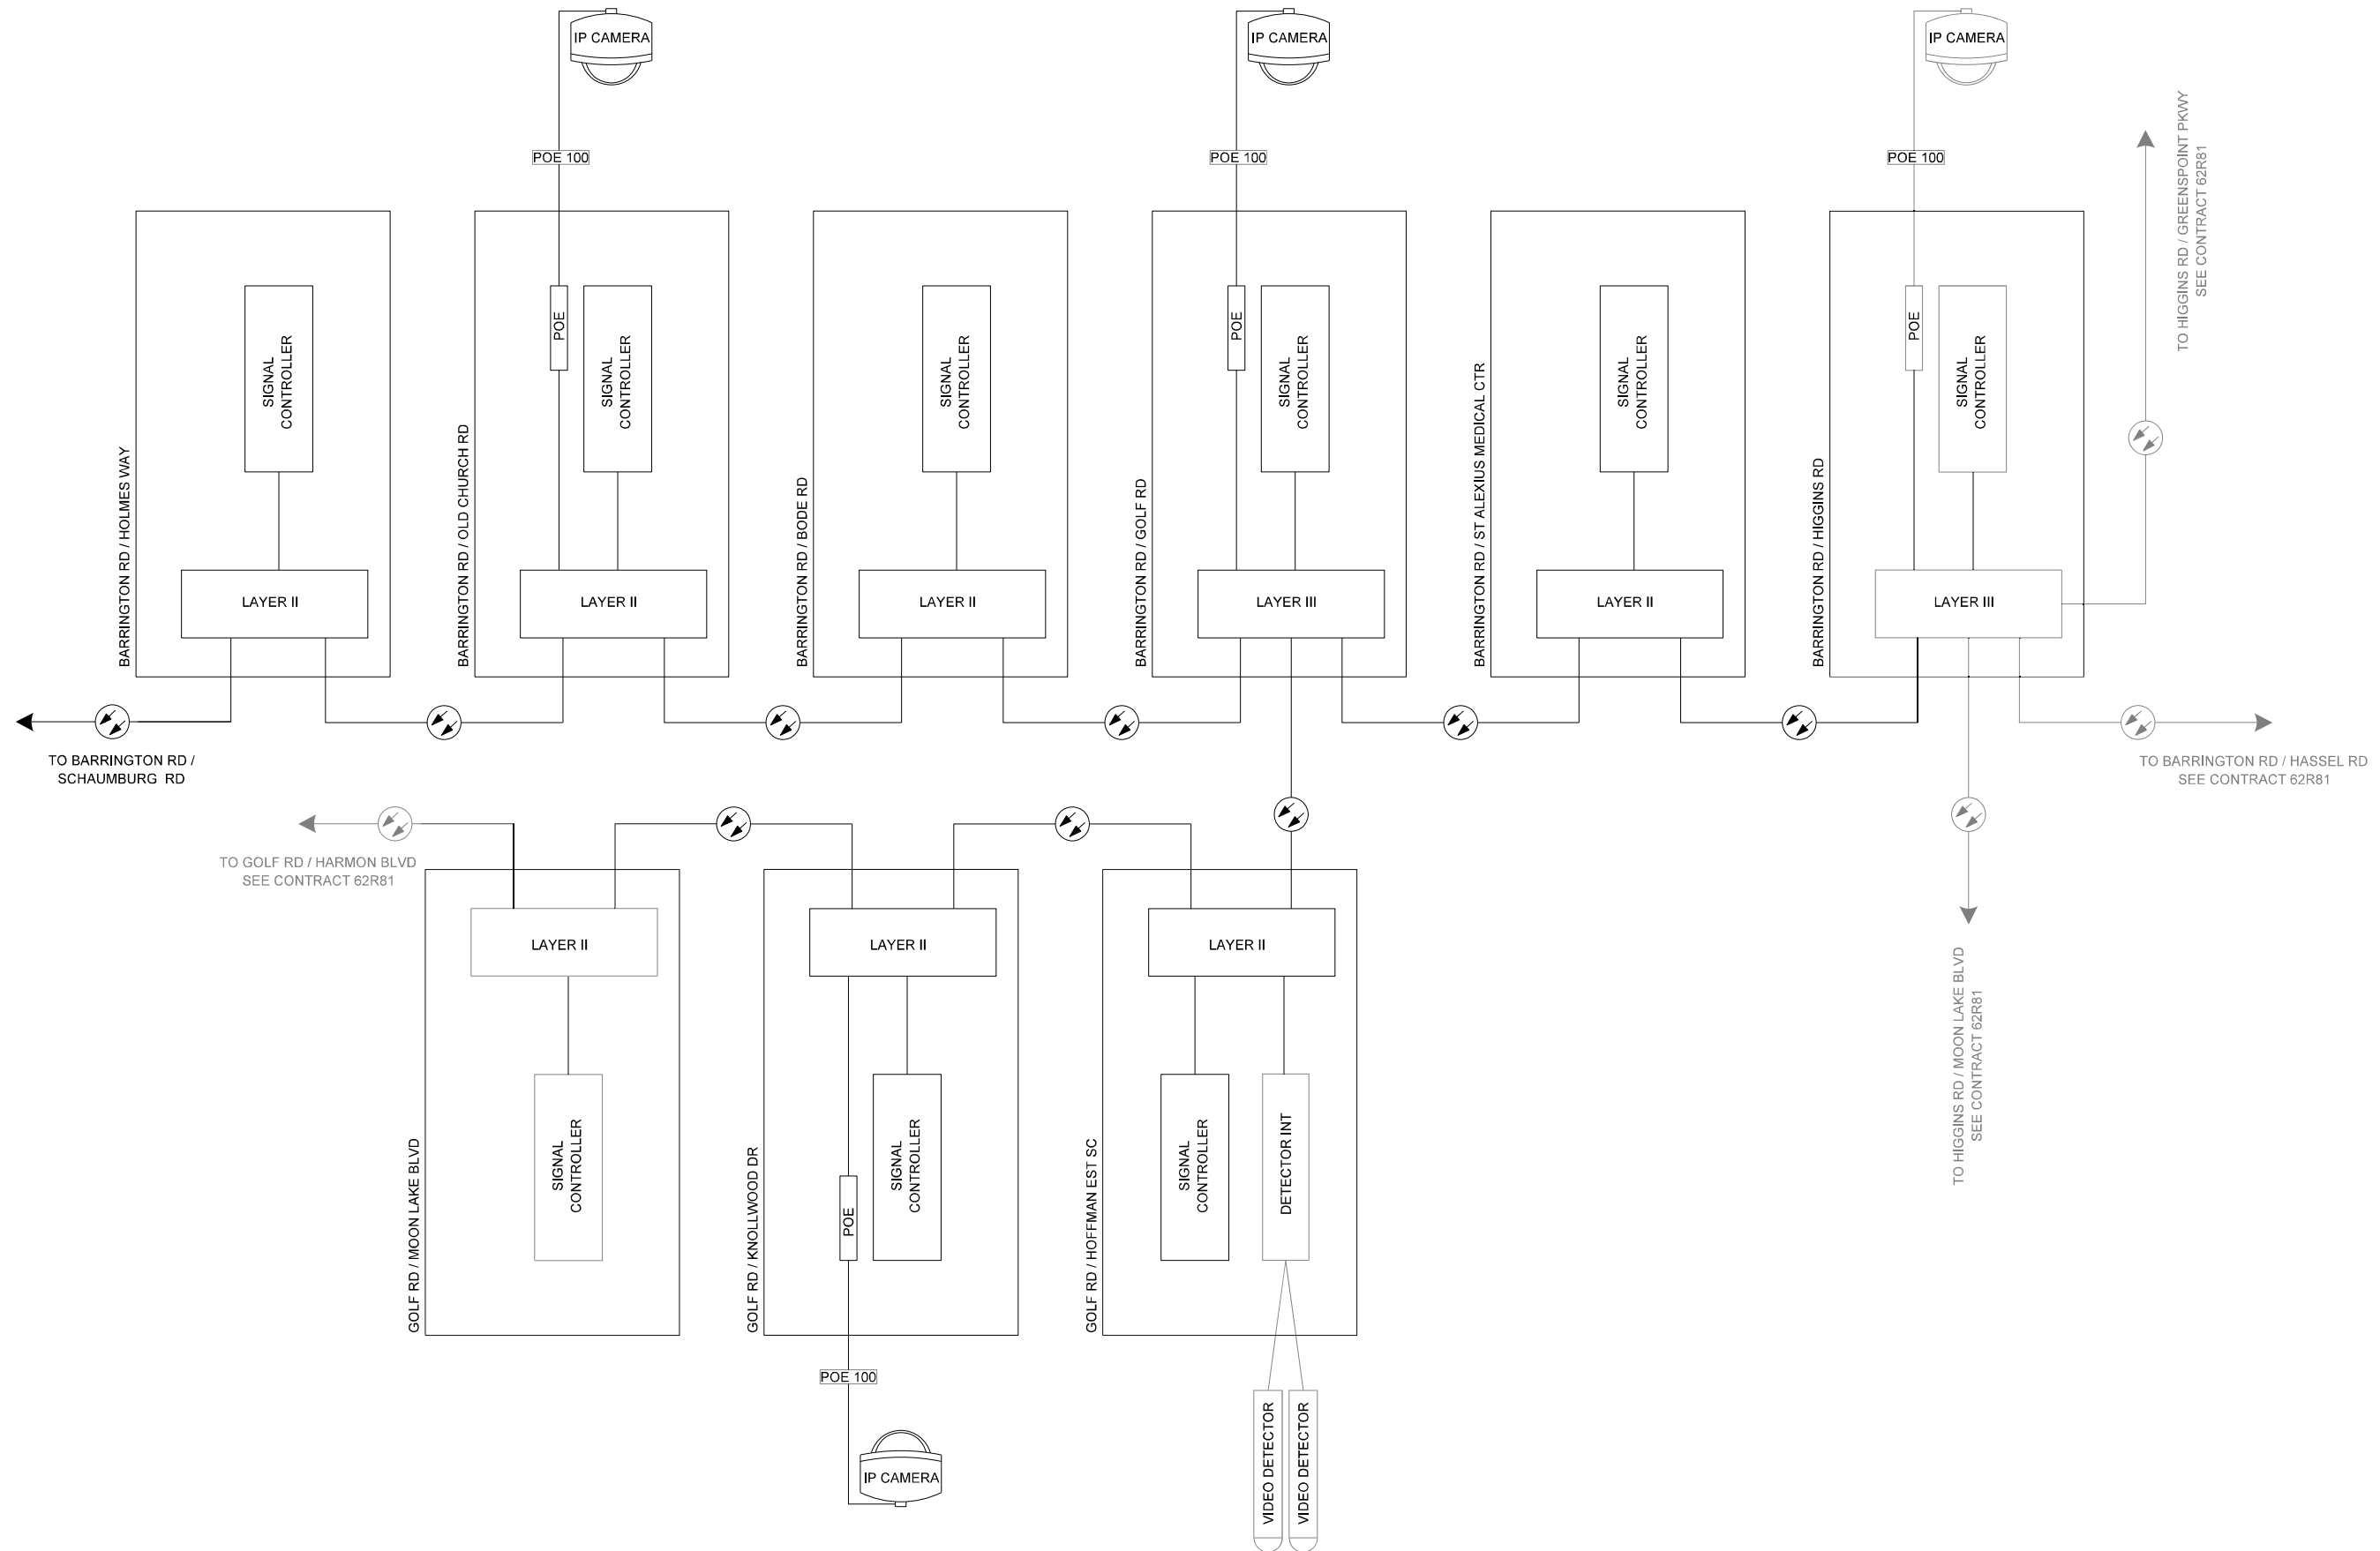 IP CAMERA
IP CAMERA
IP CAMERA
POE 100
POE 100
POE 100
TO HIGGINS RD / GREENSPOINT PKWY
SEE CONTRACT 62R81
BARRINGTON RD / HOLMES WAY
SIGNAL
CONTROLLER
LAYER II
BARRINGTON RD / OLD CHURCH RD
POE
SIGNAL
CONTROLLER
LAYER II
BARRINGTON RD / BODE RD
SIGNAL
CONTROLLER
LAYER II
BARRINGTON RD / GOLF RD
POE
SIGNAL
CONTROLLER
LAYER III
BARRINGTON RD / ST ALEXIUS MEDICAL CTR
SIGNAL
CONTROLLER
LAYER II
BARRINGTON RD / HIGGINS RD
POE
SIGNAL
CONTROLLER
LAYER III
TO BARRINGTON RD /
SCHAUMBURG RD
TO BARRINGTON RD / HASSEL RD
SEE CONTRACT 62R81
TO GOLF RD / HARMON BLVD
SEE CONTRACT 62R81
GOLF RD / MOON LAKE BLVD
LAYER II
SIGNAL
CONTROLLER
GOLF RD / KNOLLWOOD DR
LAYER II
POE
SIGNAL
CONTROLLER
GOLF RD / HOFFMAN EST SC
LAYER II
SIGNAL
CONTROLLER
DETECTOR INT
TO HIGGINS RD / MOON LAKE BLVD
SEE CONTRACT 62R81
POE 100
IP CAMERA
VIDEO DETECTOR
VIDEO DETECTOR